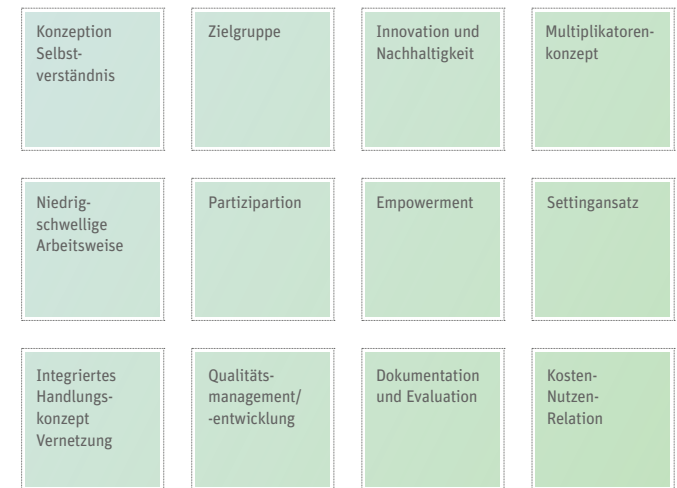 Konzeption
Selbst-
verständnis
Zielgruppe
Innovation und
Nachhaltigkeit
Multiplikatoren-
konzept
Niedrig-
schwellige
Arbeitsweise
Partizipartion
Empowerment
Settingansatz
Integriertes
Handlungs-
konzept
Vernetzung
Qualitäts-
management/
-entwicklung
Dokumentation
und Evaluation
Kosten-
Nutzen-
Relation